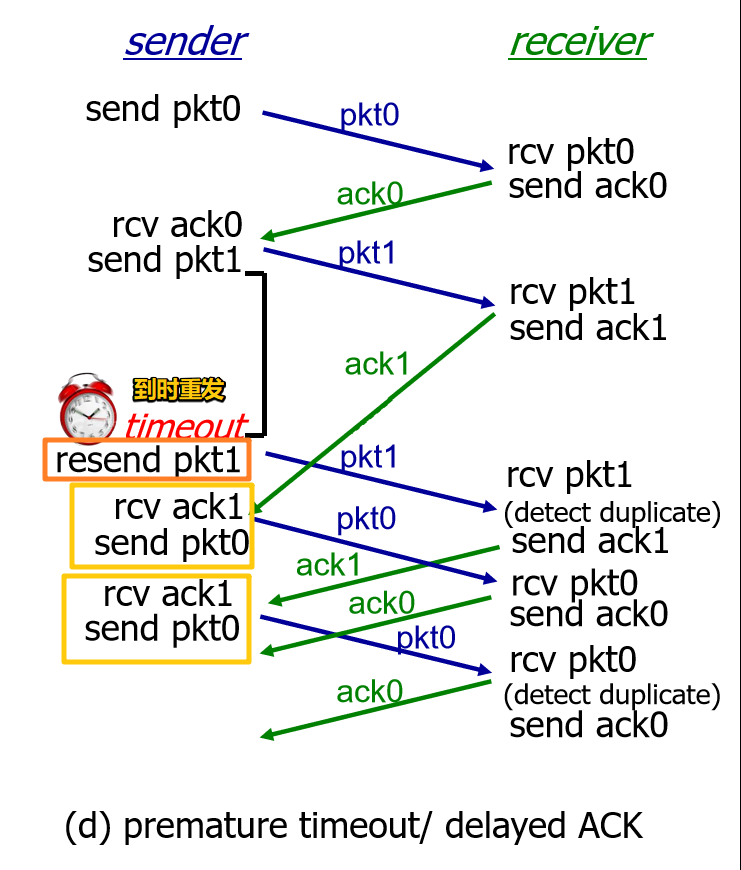 sender
receiver
send pkt0
pkt0
rcv pkt0
send ack0
ack0
rcv ack0
send pkt1
pkt1
rcv pkt1
send ack1
ack1
到时重发
timeout
resend pkt1
pkt1
rcv pkt1
(detect duplicate)
send ack1
rcv ack1
send pkt0
pkt0
ack1
rcv pkt0
send ack0
rcv ack1
send pkt0
ack0
pkt0
rcv pkt0
(detect duplicate)
send ack0
ack0
(d) premature timeout/ delayed ACK